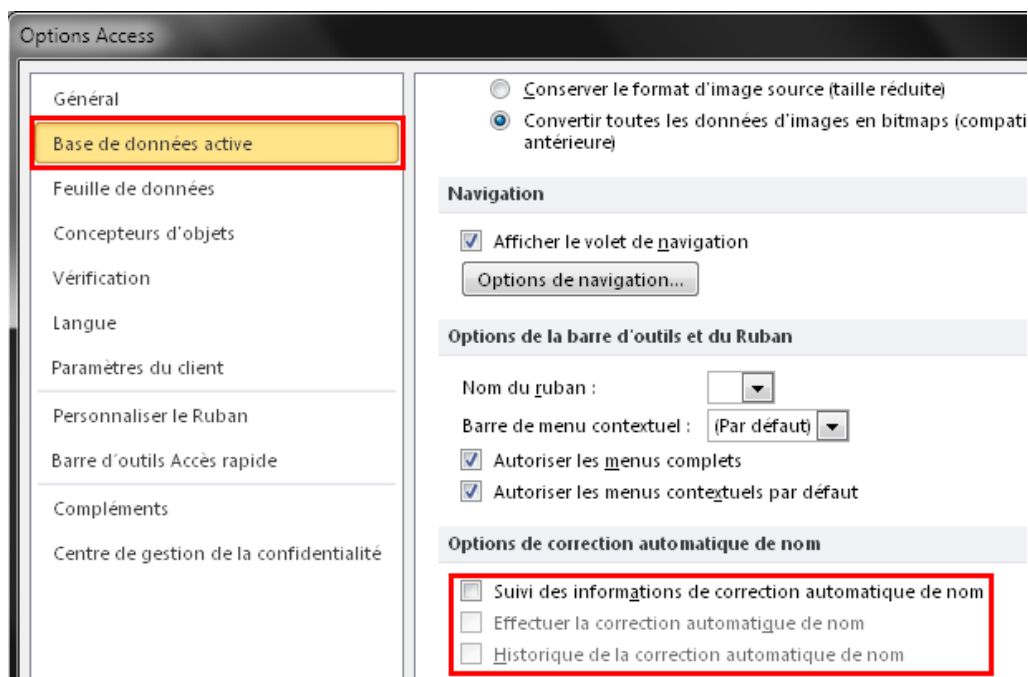 Options Access
Général
Base de données active
Feuille de données
Concepteurs d'objets
Vérification
Langue
Paramètres du client
Personnaliser le Ruban
Barre d'outils Accès rapide
Compléments
Centre de gestion de la confidentialité
Conserver le format d'image source (taille réduite)
Convertir toutes les données d'images en bitmaps (compati
antérieure)
Navigation
Afficher le volet de navigation
Options de navigation...
Options de la barre d'outils et du Ruban
Nom du ruban :
Barre de menu contextuel : (Par défaut)
Autoriser les menus complets
Autoriser les menus contextuels par défaut
Options de correction automatique de nom
Suivi des informations de correction automatique de nom
Effectuer la correction automatique de nom
Historique de la correction automatique de nom